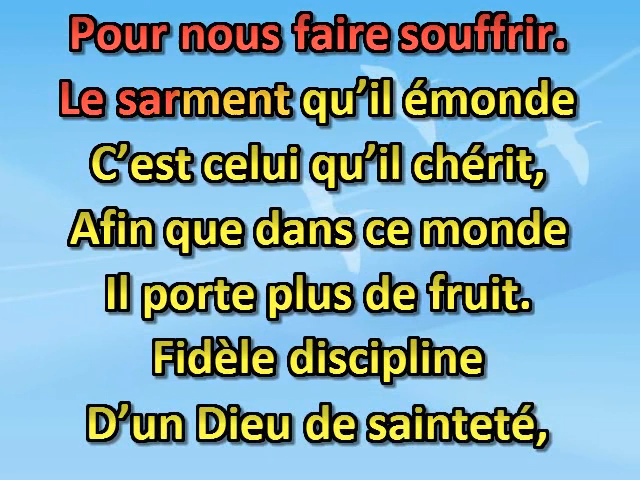 Pour nous faire souffrir.
Le sarment qu’il émonde
C’est celui qu’il chérit,
Afin que dans ce monde
Il porte plus de fruit.
Fidèle discipline
D’un Dieu de sainteté,